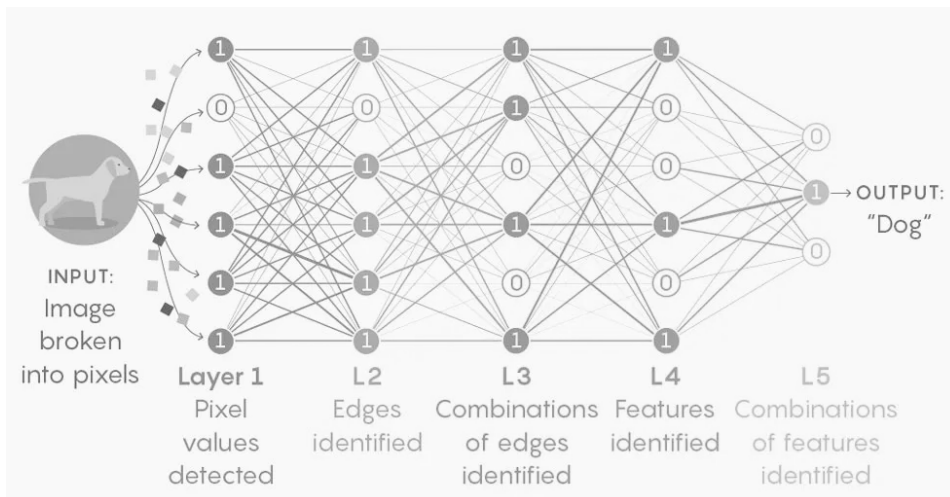 1 1 1 1
0 0 1 0
0
1 1 0 0
1 OUTPUT:
"Dog"
1 1 1 1
0
1 1 0 0
1 1 1 1
INPUT:
Image
broken
into pixels
Layer 1
Pixel
values
detected
L2
Edges
identified
L3
Combinations
of edges
identified
L4
Features
identified
L5
Combinations
of features
identified